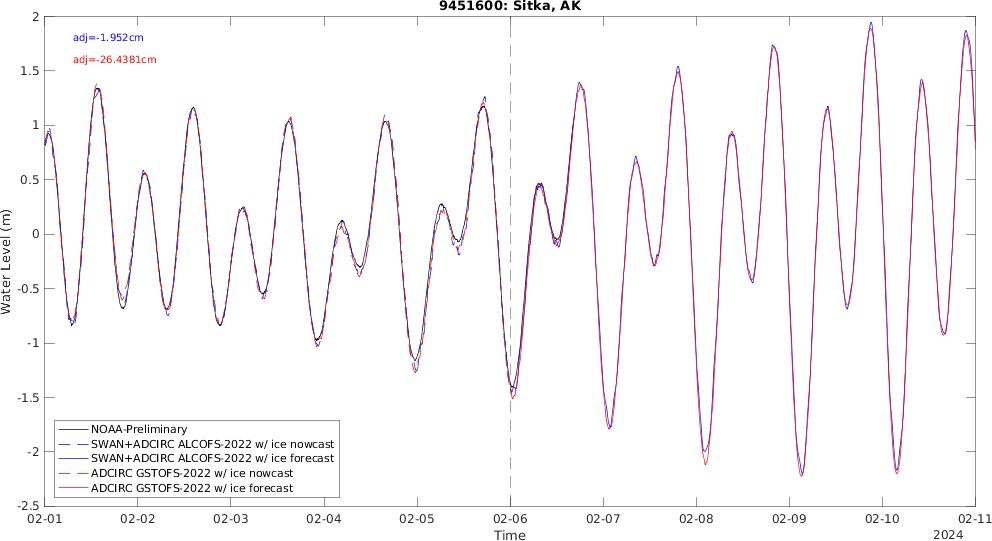 9451600: Sitka, AK
adj=-1.952cm
adj=-26.4381cm
2
1.5
1
0.5
0
-0.5
-1
-1.5
-2
-2.5
Water Level (m)
NOAA-Preliminary
SWAN+ADCIRC ALCOFS-2022 w/ ice nowcast
SWAN+ADCIRC ALCOFS-2022 w/ ice forecast
ADCIRC GSTOFS-2022 w/ ice nowcast
ADCIRC GSTOFS-2022 w/ ice forecast
02-01 02-02 02-03 02-04 02-05 02-06 02-07 02-08 02-09 02-10 02-11
Time
2024